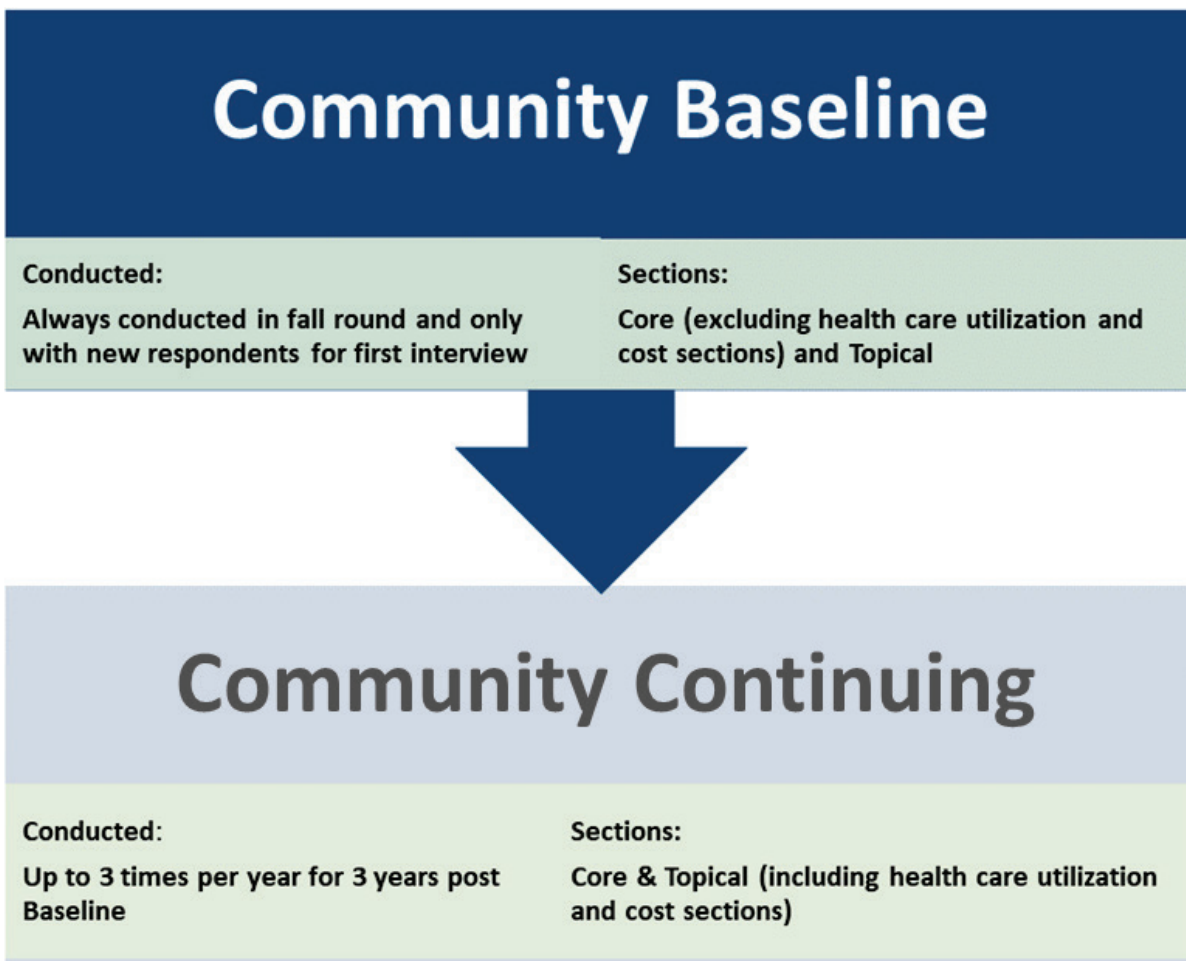 Community Baseline
Conducted:
Always conducted in fall round and only
with new respondents for first interview
Sections:
Core (excluding health care utilization and
cost sections) and Topical
Community Continuing
Conducted:
Up to 3 times per year for 3 years post
Baseline
Sections:
Core & Topical (including health care utilization
and cost sections)